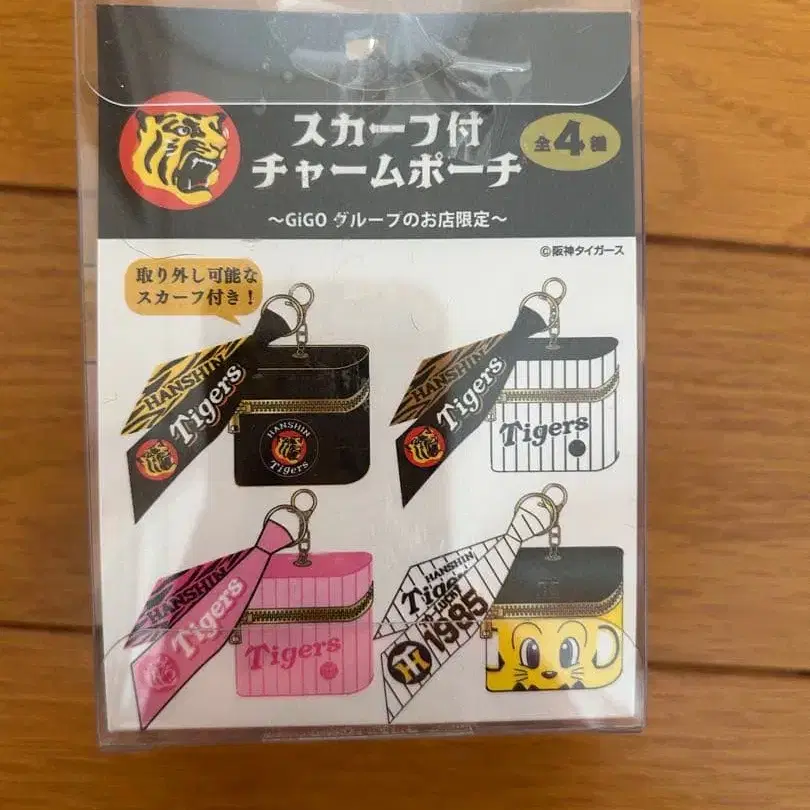 スカーフ付
チャームポーチ
全4種
～GiGO グループのお店限定～
©阪神タイガース
取り外し可能な
スカーフ付き！
HANSHIN
Tigers
HANSHIN
Tigers
HANSHIN
Tigers
Tigers
HANSHIN
Tigers
Tigers
HANSHIN
Tigers
LUCKY
1985